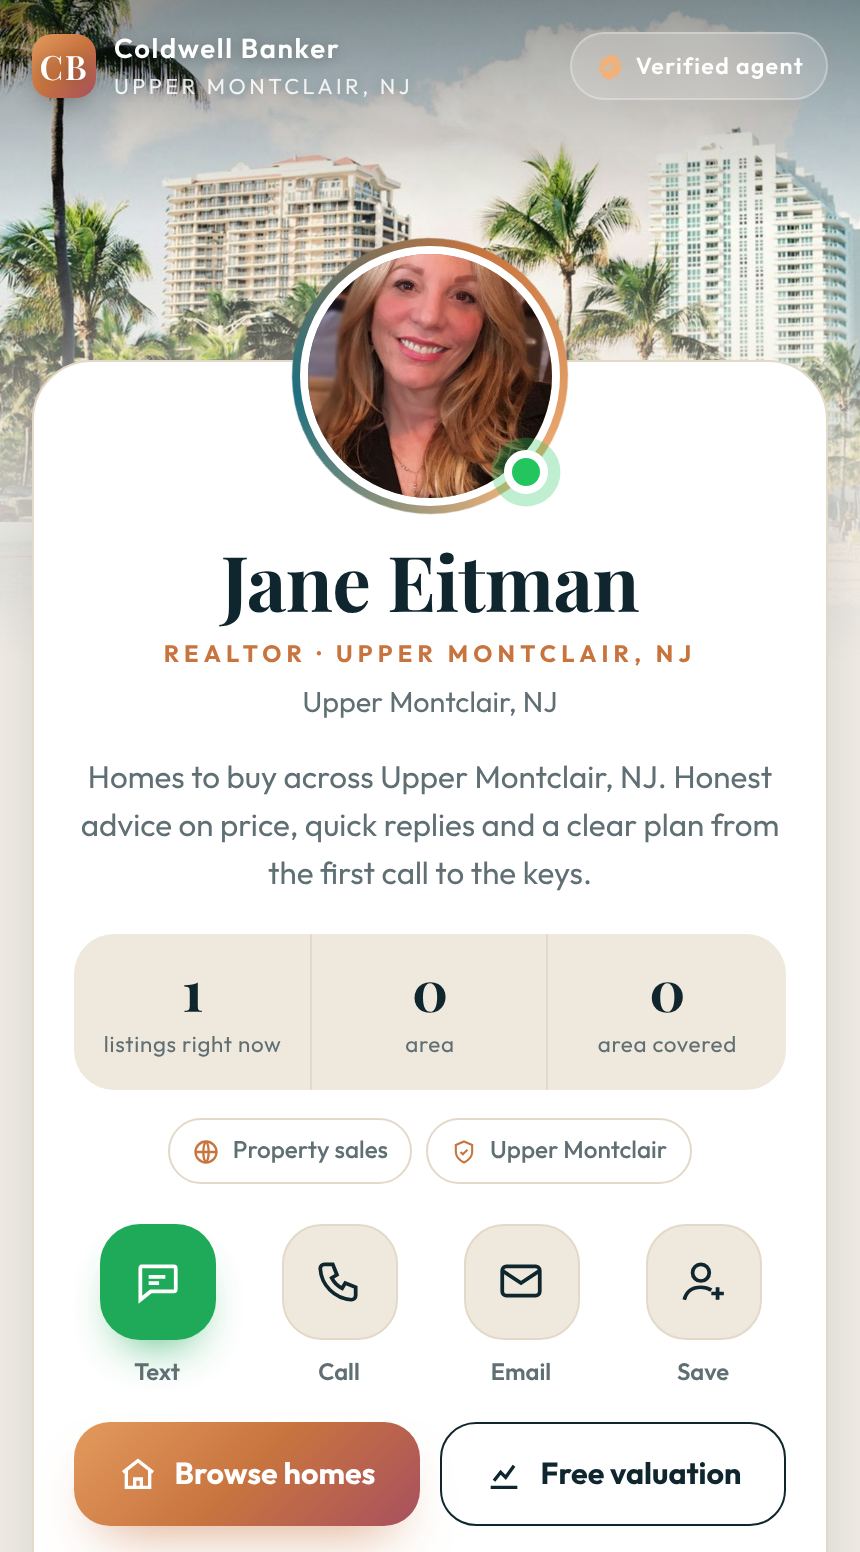 CB
Coldwell Banker
UPPER MONTCLAIR, NJ
Verified agent
Jane Eitman
REALTOR · UPPER MONTCLAIR, NJ
Upper Montclair, NJ
Homes to buy across Upper Montclair, NJ. Honest
advice on price, quick replies and a clear plan from
the first call to the keys.
1
listings right now
0
area
0
area covered
Property sales
Upper Montclair
Text
Call
Email
Save
Browse homes
Free valuation